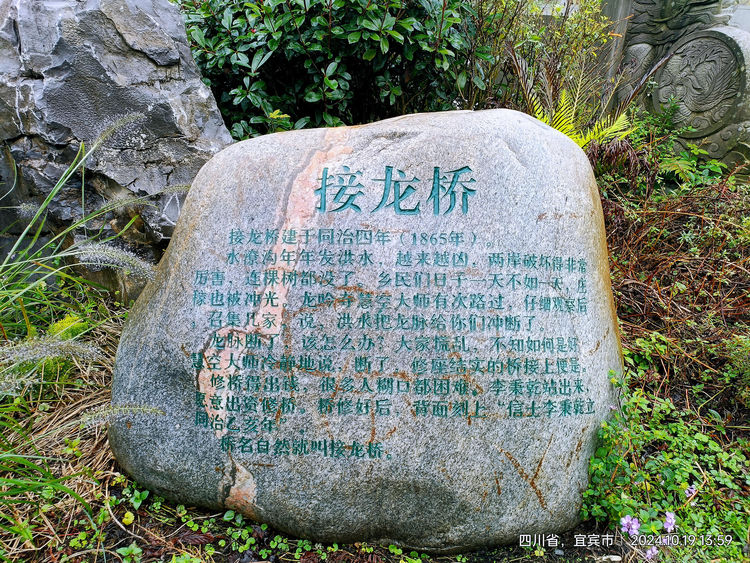 接龙桥
接龙桥建于同治四年（1865年）。
水潦沟年年发洪水，越来越凶，两岸破坏得非常
厉害，连棵树都没了，乡民们日子一天不如一天，庄
稼也被冲光。龙吟寺慧空大师有次路过，仔细观察后
，召集几家，说，洪水把龙脉给你们冲断了。
龙脉断了，该怎么办？大家慌乱，不知如何是好
慧空大师冷静地说，断了，修座结实的桥接上便是。
修桥得出钱，很多人糊口都困难。李秉乾站出来，
愿意出资修桥。桥修好后，背面刻上“信士李秉乾立
同治乙亥年”
桥名自然就叫接龙桥。
四川省，宜宾市 2024.10.19 13:59